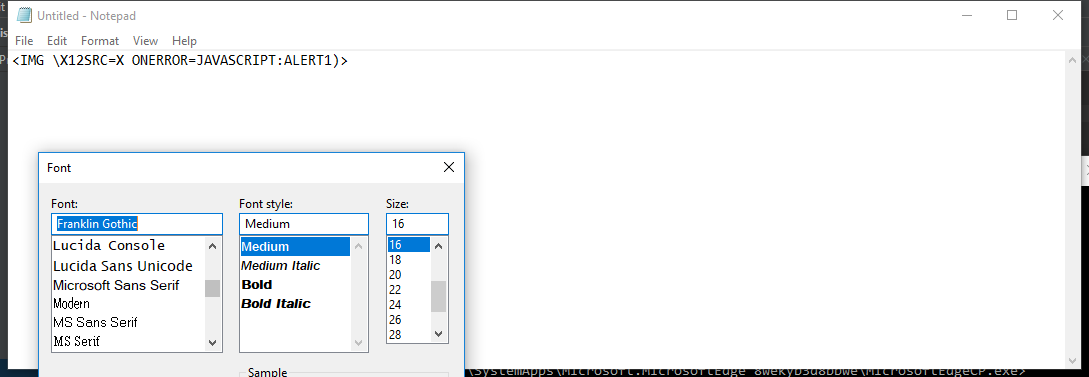 Untitled - Notepad
File Edit Format View Help
<IMG \X12SRC=X ONERROR=JAVASCRIPT:ALERT1)>
Font
Font: Font style: Size:
Franklin Gothic Medium 16
Lucida Console Medium 16
Lucida Sans Unicode Medium Italic 18
Microsoft Sans Serif Bold 20
Modern Bold Italic 22
MS Sans Serif 24
MS Serif 26
28
Sample
\SystemApps\Microsoft.MicrosoftEdge_8wekyb3d8bbwe\MicrosoftEdgeCP.exe>